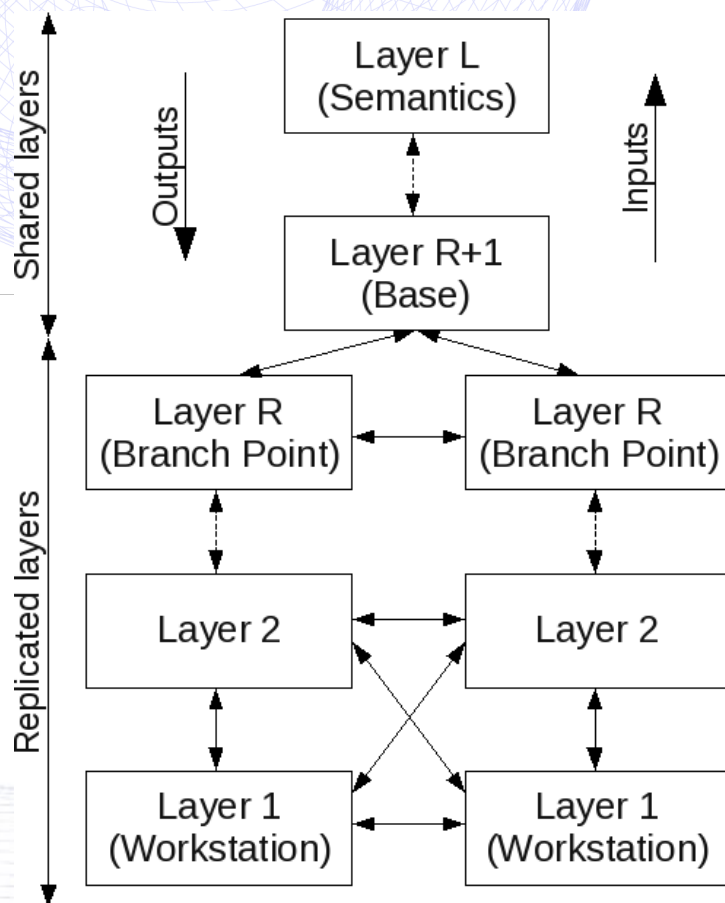 Layer L
(Semantics)
Shared layers
Outputs
Inputs
Layer R+1
(Base)
Layer R
(Branch Point)
Layer R
(Branch Point)
Replicated layers
Layer 2
Layer 2
Layer 1
(Workstation)
Layer 1
(Workstation)